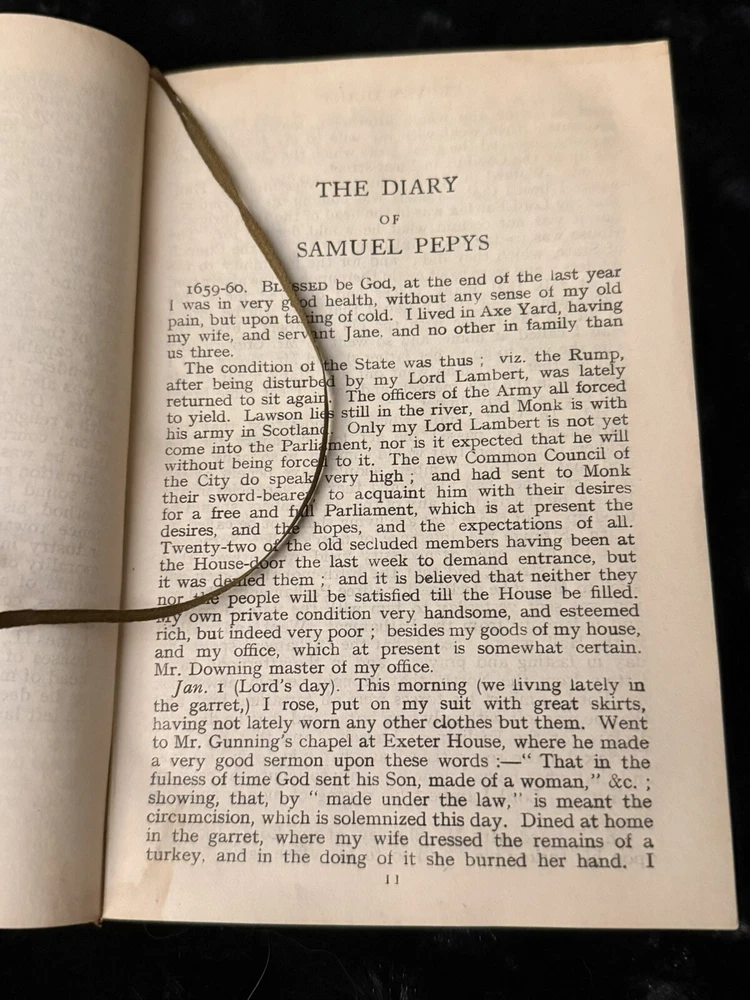 THE DIARY
OF
SAMUEL PEPYS
1659-60. BLESSED be God, at the end of the last year
I was in very good health, without any sense of my old
pain, but upon taking of cold. I lived in Axe Yard, having
my wife, and servant Jane, and no other in family than
us three.
The condition of the State was thus ; viz. the Rump,
after being disturbed by my Lord Lambert, was lately
returned to sit again. The officers of the Army all forced
to yield. Lawson lies still in the river, and Monk is with
his army in Scotland. Only my Lord Lambert is not yet
come into the Parliament, nor is it expected that he will
without being forced to it. The new Common Council of
the City do speak very high ; and had sent to Monk
their sword-bearer, to acquaint him with their desires
for a free and full Parliament, which is at present the
desires, and the hopes, and the expectations of all.
Twenty-two of the old secluded members having been at
the House-door the last week to demand entrance, but
it was denied them ; and it is believed that neither they
nor the people will be satisfied till the House be filled.
My own private condition very handsome, and esteemed
rich, but indeed very poor ; besides my goods of my house,
and my office, which at present is somewhat certain.
Mr. Downing master of my office.
Jan. 1 (Lord's day). This morning (we living lately in
the garret,) I rose, put on my suit with great skirts,
having not lately worn any other clothes but them. Went
to Mr. Gunning's chapel at Exeter House, where he made
a very good sermon upon these words :—“ That in the
fulness of time God sent his Son, made of a woman,” &c. ;
showing, that, by “ made under the law,” is meant the
circumcision, which is solemnized this day. Dined at home
in the garret, where my wife dressed the remains of a
turkey, and in the doing of it she burned her hand. I
11